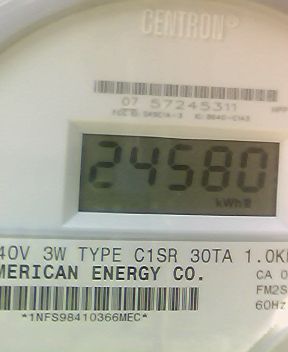 CENTRON®
07 57245311
24580
kWh
40V 3W TYPE C1SR 30TA 1.0K
MERICAN ENERGY CO.
CA 0
FM2S
60Hz
*1NFS98410366MEC*